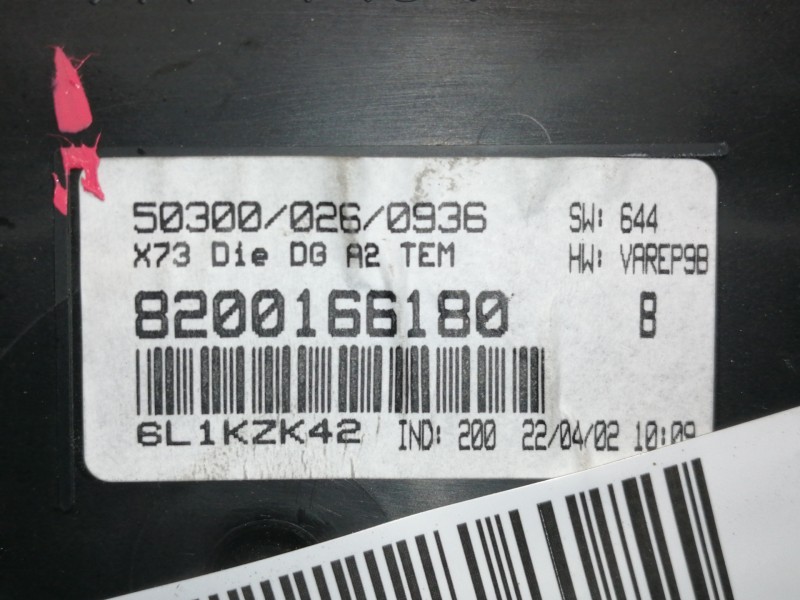 50300/026/0936 SW: 644
X73 Die DG A2 TEM HW: VAREP98
8200166180 B
6L1KZK42 IND: 200 22/04/02 10:09